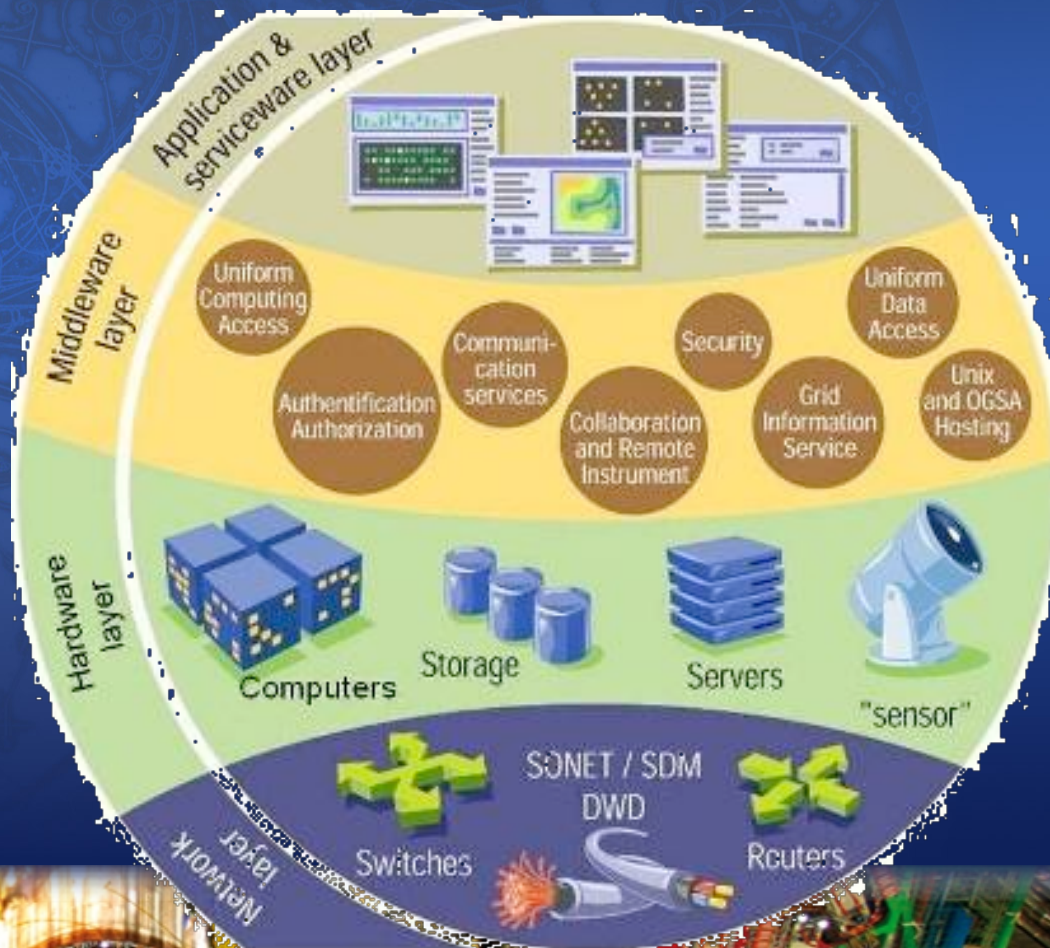 Application &
serviceware layer
Middleware
layer
Uniform
Computing
Access
Authentification
Authorization
Communi-
cation
services
Collaboration
and Remote
Instrument
Security
Grid
Information
Service
Uniform
Data
Access
Unix
and OGSA
Hosting
Hardware
layer
Computers
Storage
Servers
"sensor"
Network
layer
Switches
SONET / SDM
DWD
Routers